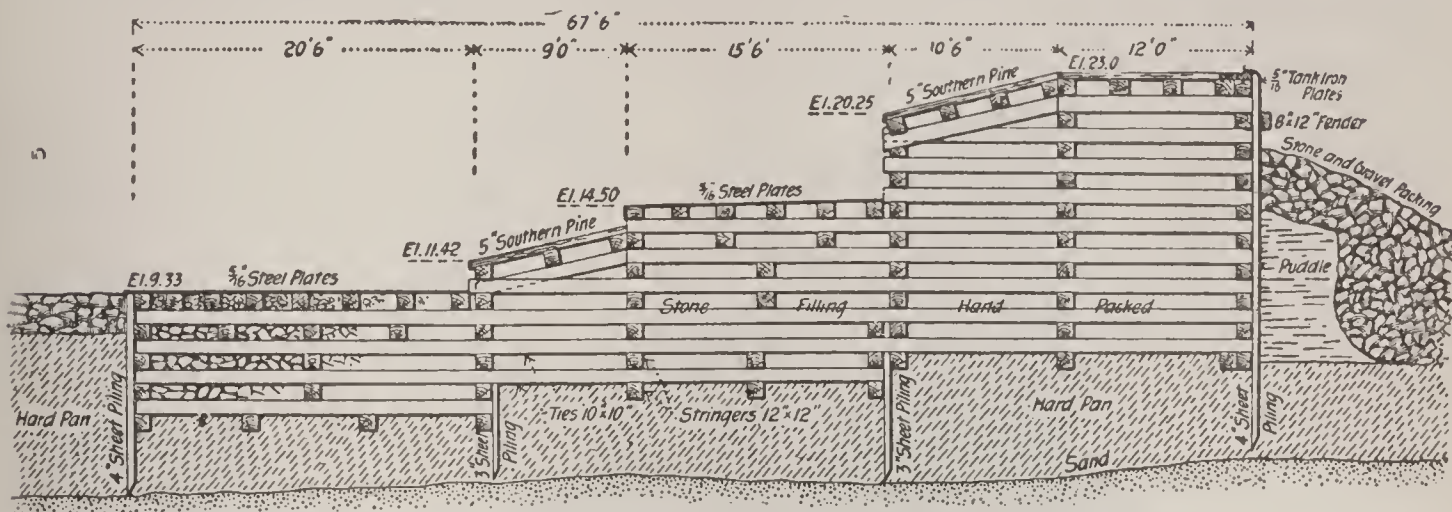 67'6"
20'6" 9'0" 15'6' 10'6" 12'0"
El.23.0
5" Southern Pine
5/16" Tank Iron
Plates
El.20.25
8"x12" Fender
Stone and Gravel Packing
5/16" Steel Plates
El.14.50
5" Southern Pine
El.11.42
El.9.33
5/16" Steel Plates
Puddle
Stone Filling Hand Packed
Hard Pan
4" Sheet Piling
3" Sheet
Piling
Ties 10"x10"
Stringers 12"x12"
3" Sheet Piling
Hard Pan
4" Sheet
Piling
Sand